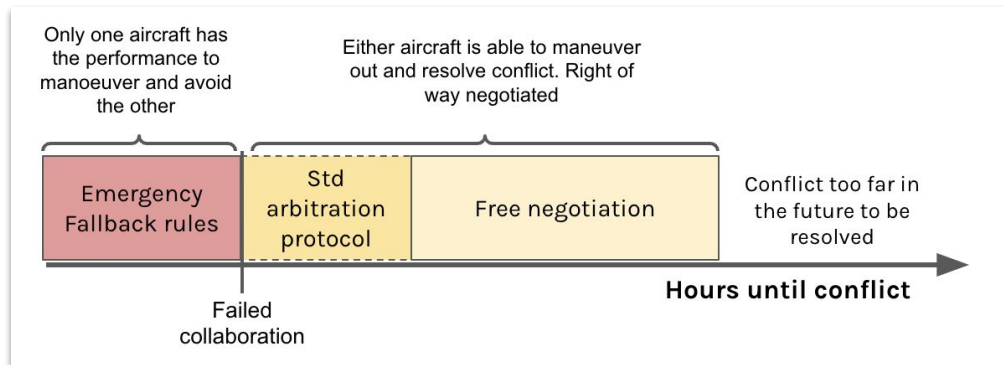 Only one aircraft has
the performance to
manoeuver and avoid
the other
Either aircraft is able to maneuver
out and resolve conflict. Right of
way negotiated
Emergency
Fallback rules
Std
arbitration
protocol
Free negotiation
Conflict too far in
the future to be
resolved
Hours until conflict
Failed
collaboration